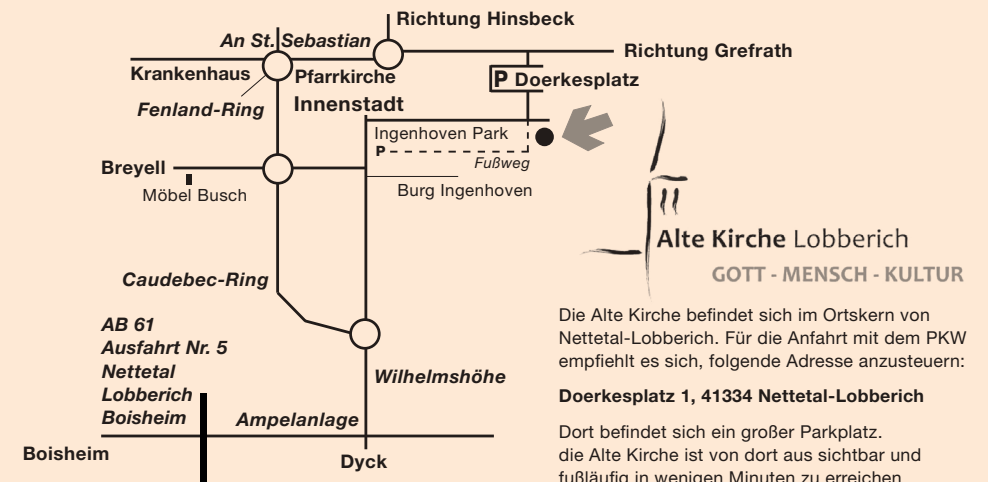 Richtung Hinsbeck
An St. Sebastian
Richtung Grefrath
Krankenhaus
Pfarrkirche
P Doerkesplatz
Fenland-Ring
Innenstadt
Ingenhoven Park
P
Fußweg
Breyell
Möbel Busch
Burg Ingenhoven
Alte Kirche Lobberich
GOTT - MENSCH - KULTUR
Caudebec-Ring
AB 61
Ausfahrt Nr. 5
Nettetal
Lobberich
Boisheim
Wilhelmshöhe
Ampelanlage
Boisheim
Dyck
Die Alte Kirche befindet sich im Ortskern von
Nettetal-Lobberich. Für die Anfahrt mit dem PKW
empfiehlt es sich, folgende Adresse anzusteuern:
Doerkesplatz 1, 41334 Nettetal-Lobberich
Dort befindet sich ein großer Parkplatz.
die Alte Kirche ist von dort aus sichtbar und
fußläufig in wenigen Minuten zu erreichen